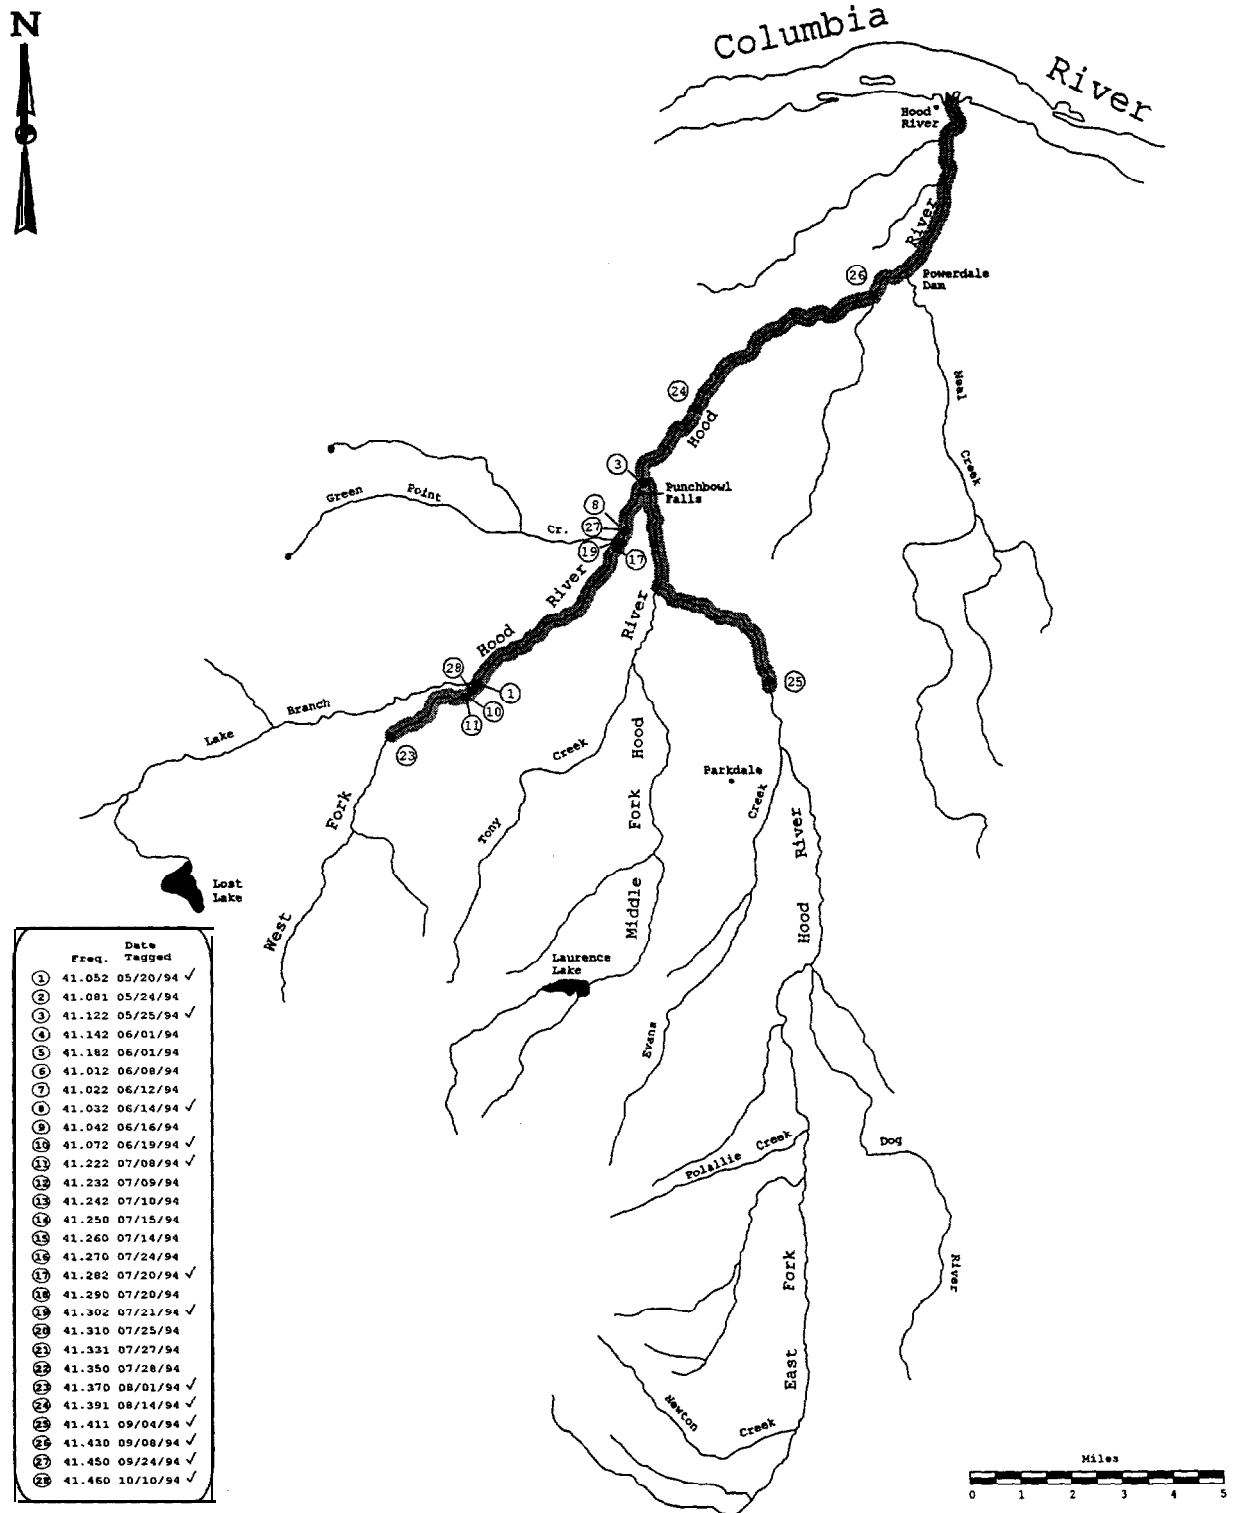 N
Columbia
River
Hood
River
River
26
Powerdale
Dam
Neal
24
Hood
Creek
3
Punchbowl
Falls
Green
Point
8
Cr.
27
19
17
River
River
Hood
28
25
1
Branch
10
11
Lake
Hood
Creek
23
Parkdale
Creek
Fork
Fork
River
Tony
Lost
Lake
Middle
Hood
West
Laurence
Lake
Evans
Dog
Creek
Polallie
River
Fork
East
Newton
Creek
Miles
0 1 2 3 4 5
Date
Freq. Tagged
1 41.052 05/20/94 ✓
2 41.081 05/24/94
3 41.122 05/25/94 ✓
4 41.142 06/01/94
5 41.182 06/01/94
6 41.012 06/08/94
7 41.022 06/12/94
8 41.032 06/14/94 ✓
9 41.042 06/16/94
10 41.072 06/19/94 ✓
11 41.222 07/08/94 ✓
12 41.232 07/09/94
13 41.242 07/10/94
14 41.250 07/15/94
15 41.260 07/14/94
16 41.270 07/24/94
17 41.282 07/20/94 ✓
18 41.290 07/20/94
19 41.302 07/21/94 ✓
20 41.310 07/25/94
21 41.331 07/27/94
22 41.350 07/28/94
23 41.370 08/01/94 ✓
24 41.391 08/14/94 ✓
25 41.411 09/04/94 ✓
26 41.430 09/08/94 ✓
27 41.450 09/24/94 ✓
28 41.460 10/10/94 ✓